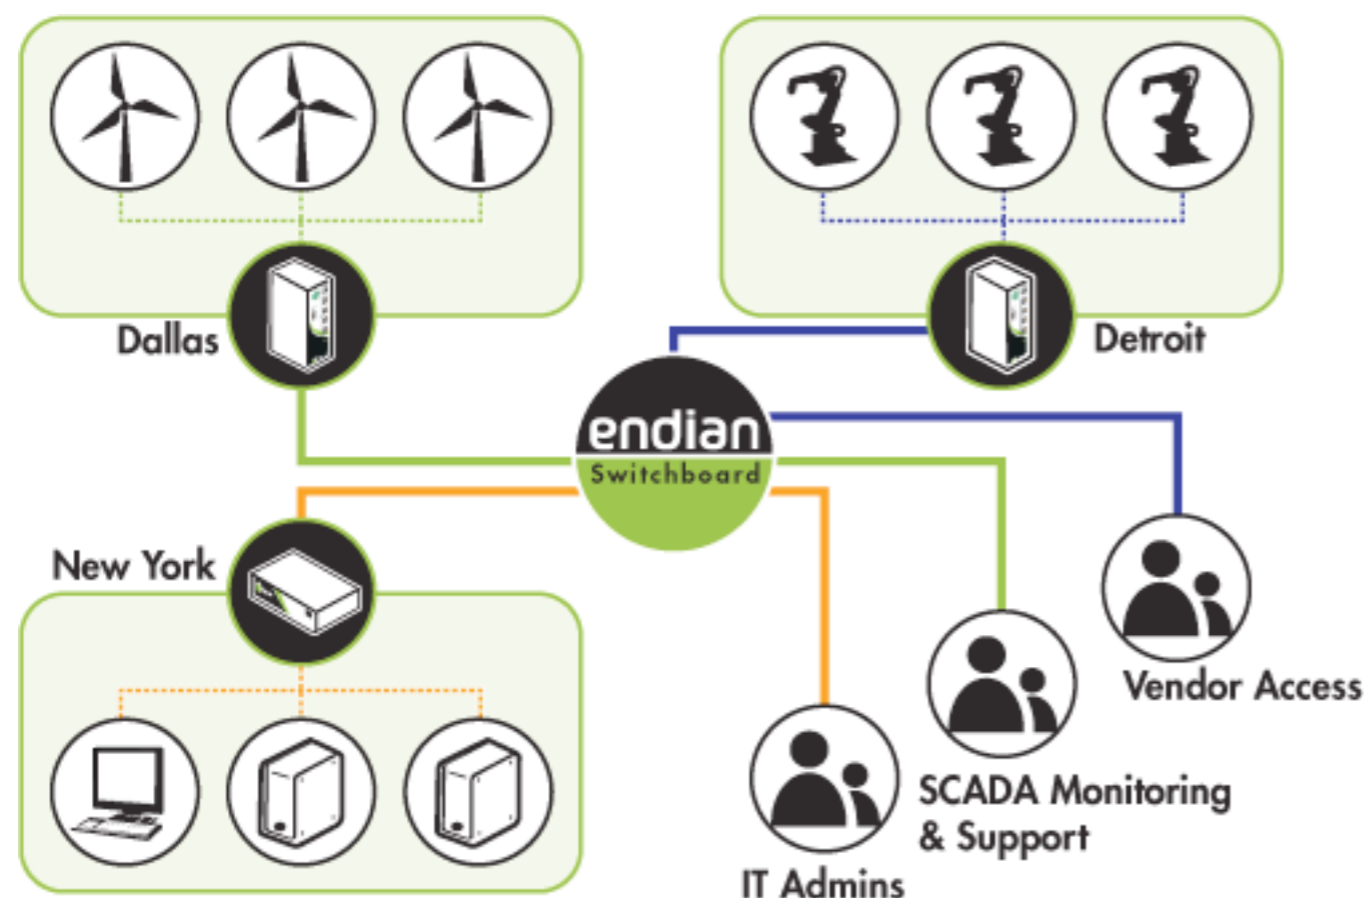 Dallas
Detroit
endian
Switchboard
New York
Vendor Access
SCADA Monitoring
& Support
IT Admins